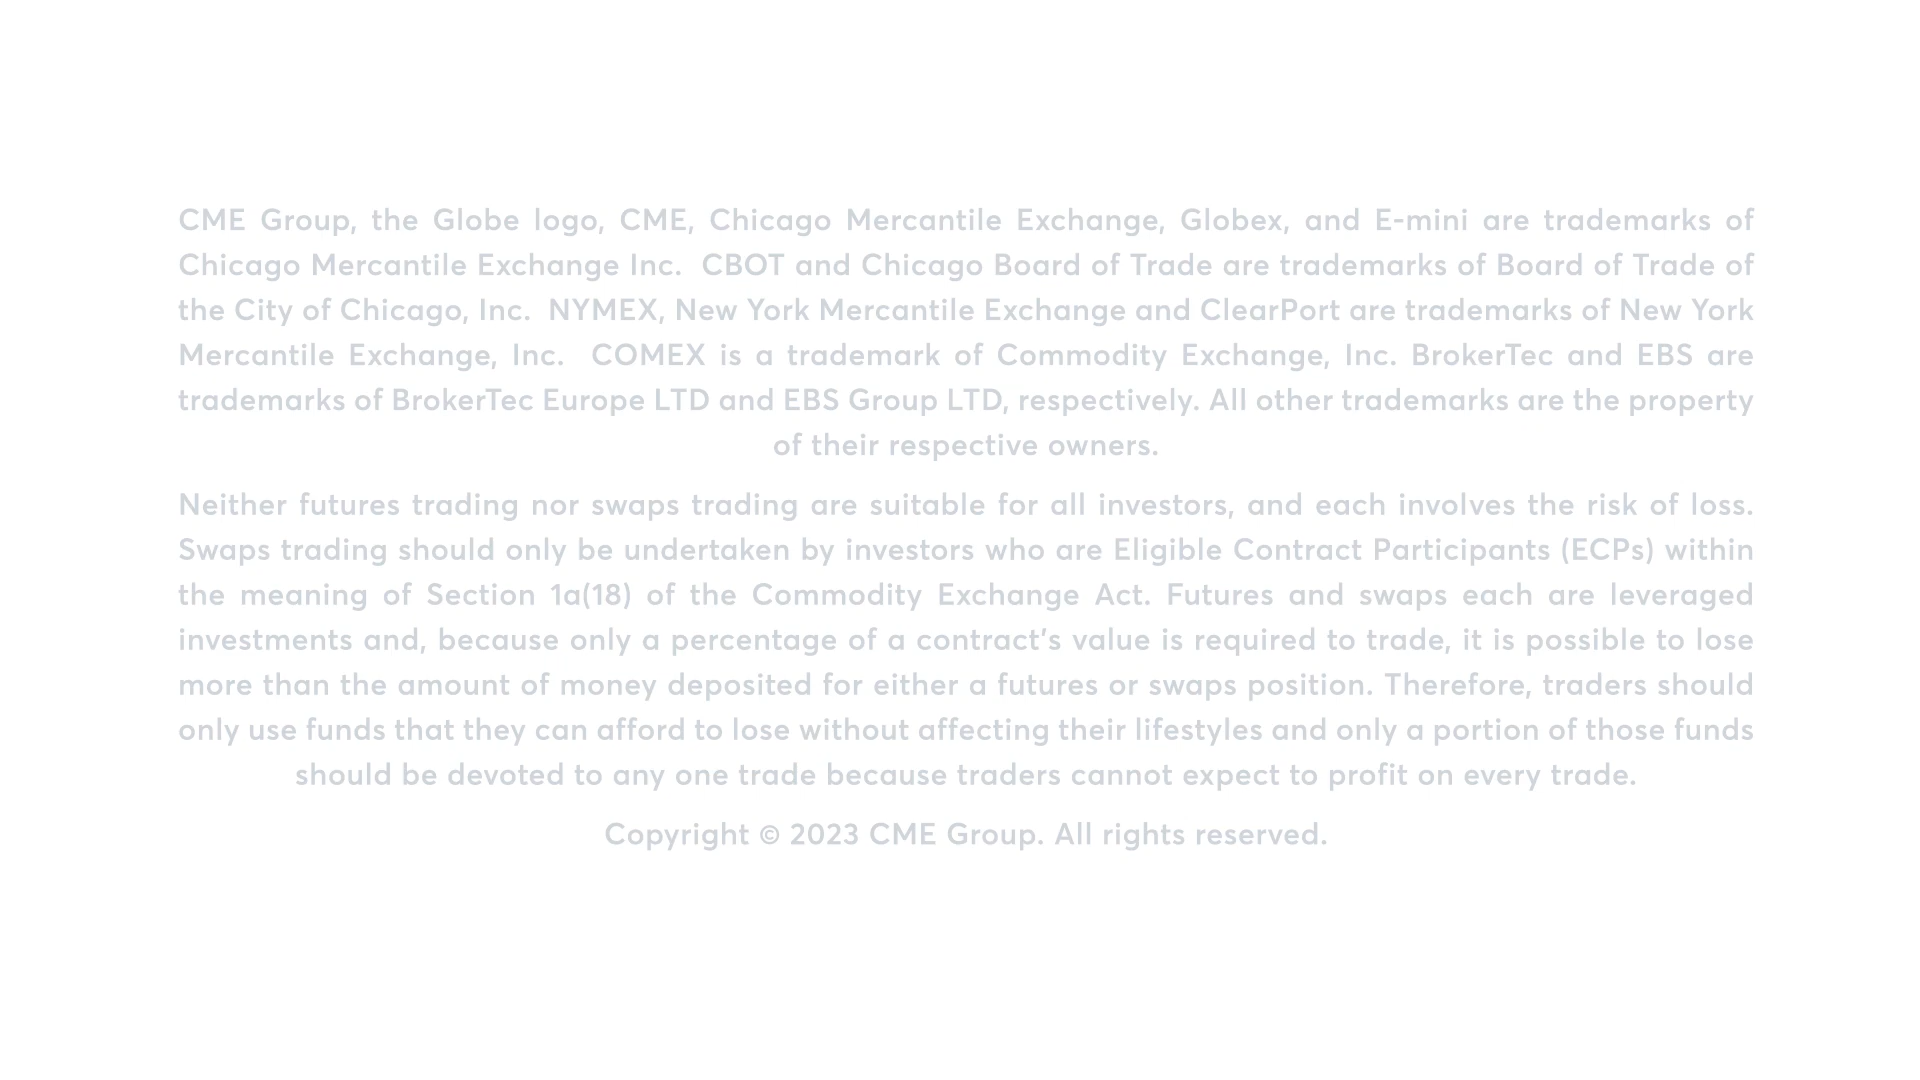 CME Group, the Globe logo, CME, Chicago Mercantile Exchange, Globex, and E-mini are trademarks of
Chicago Mercantile Exchange Inc.  CBOT and Chicago Board of Trade are trademarks of Board of Trade of
the City of Chicago, Inc.  NYMEX, New York Mercantile Exchange and ClearPort are trademarks of New York
Mercantile Exchange, Inc.  COMEX is a trademark of Commodity Exchange, Inc. BrokerTec and EBS are
trademarks of BrokerTec Europe LTD and EBS Group LTD, respectively. All other trademarks are the property
of their respective owners.
Neither futures trading nor swaps trading are suitable for all investors, and each involves the risk of loss.
Swaps trading should only be undertaken by investors who are Eligible Contract Participants (ECPs) within
the meaning of Section 1a(18) of the Commodity Exchange Act. Futures and swaps each are leveraged
investments and, because only a percentage of a contract's value is required to trade, it is possible to lose
more than the amount of money deposited for either a futures or swaps position. Therefore, traders should
only use funds that they can afford to lose without affecting their lifestyles and only a portion of those funds
should be devoted to any one trade because traders cannot expect to profit on every trade.
Copyright © 2023 CME Group. All rights reserved.